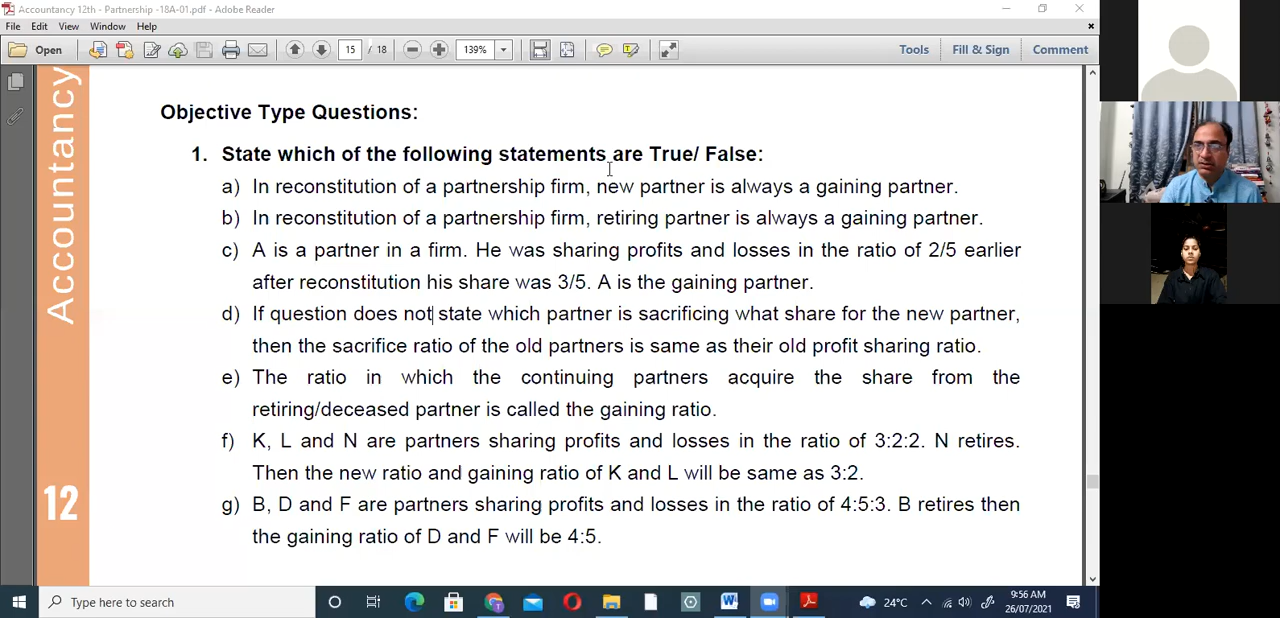 Accountancy 12th - Partnership -18A-01.pdf - Adobe Reader
File Edit View Window Help
Open 15 / 18 139% Tools Fill & Sign Comment
Accountancy
12
Objective Type Questions:
1. State which of the following statements are True/ False:
a) In reconstitution of a partnership firm, new partner is always a gaining partner.
b) In reconstitution of a partnership firm, retiring partner is always a gaining partner.
c) A is a partner in a firm. He was sharing profits and losses in the ratio of 2/5 earlier
after reconstitution his share was 3/5. A is the gaining partner.
d) If question does not state which partner is sacrificing what share for the new partner,
then the sacrifice ratio of the old partners is same as their old profit sharing ratio.
e) The ratio in which the continuing partners acquire the share from the
retiring/deceased partner is called the gaining ratio.
f) K, L and N are partners sharing profits and losses in the ratio of 3:2:2. N retires.
Then the new ratio and gaining ratio of K and L will be same as 3:2.
g) B, D and F are partners sharing profits and losses in the ratio of 4:5:3. B retires then
the gaining ratio of D and F will be 4:5.
Type here to search
24°C
9:56 AM
26/07/2021